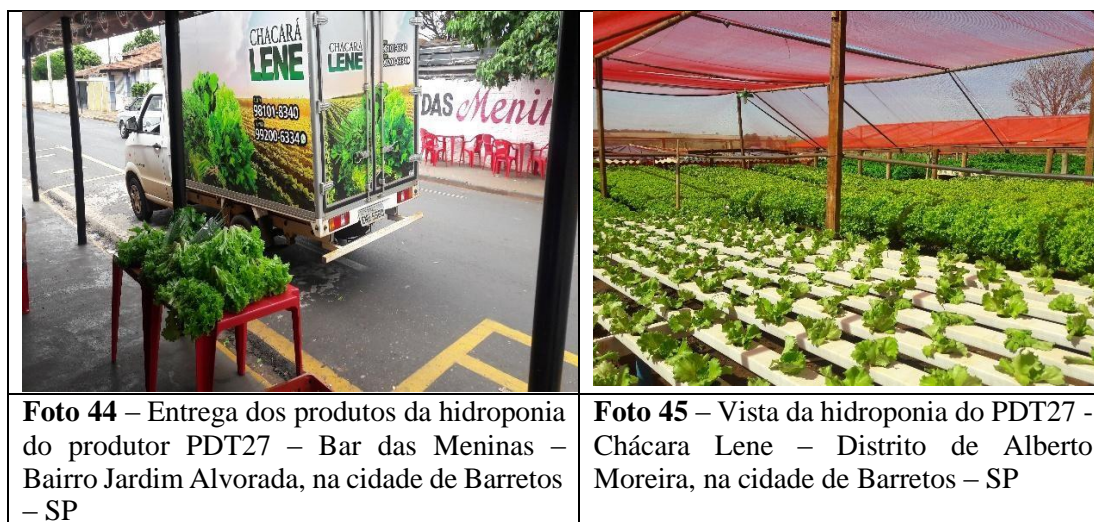 CHACARÁ
LENE
CHACARÁ
LENE
98101-8340
99200-6334
DAS Menin
Foto 44 – Entrega dos produtos da hidroponia
do produtor PDT27 – Bar das Meninas –
Bairro Jardim Alvorada, na cidade de Barretos
– SP
Foto 45 – Vista da hidroponia do PDT27 -
Chácara Lene – Distrito de Alberto
Moreira, na cidade de Barretos – SP